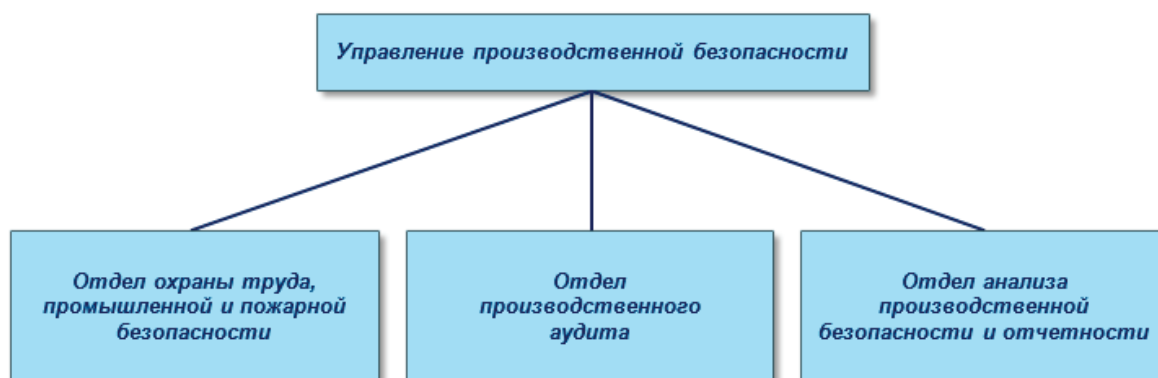 Управление производственной безопасности
Отдел охраны труда,
промышленной и пожарной
безопасности
Отдел
производственного
аудита
Отдел анализа
производственной
безопасности и отчетности